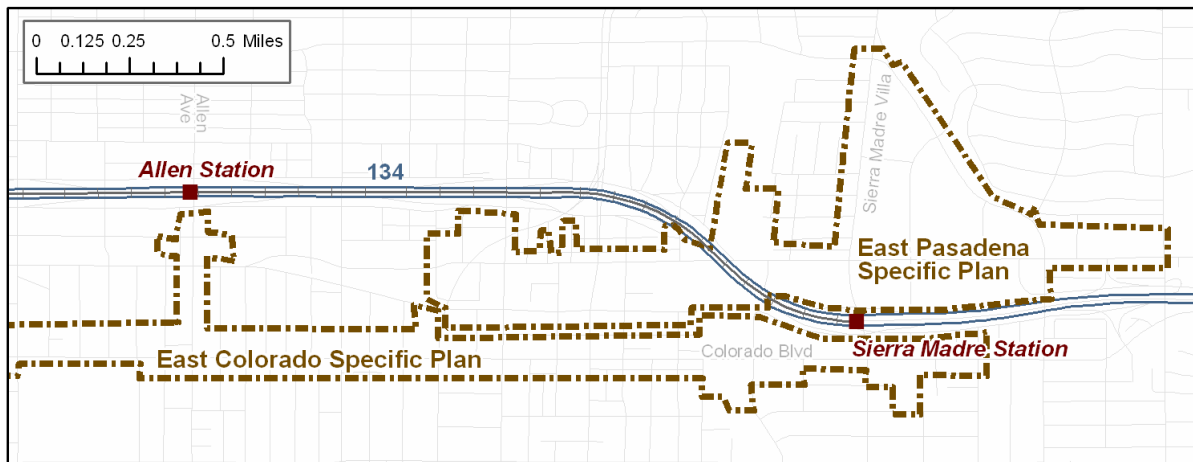 0 0.125 0.25 0.5 Miles
Allen
Ave
Allen Station
134
Sierra Madre Villa
East Pasadena
Specific Plan
East Colorado Specific Plan
Colorado Blvd
Sierra Madre Station